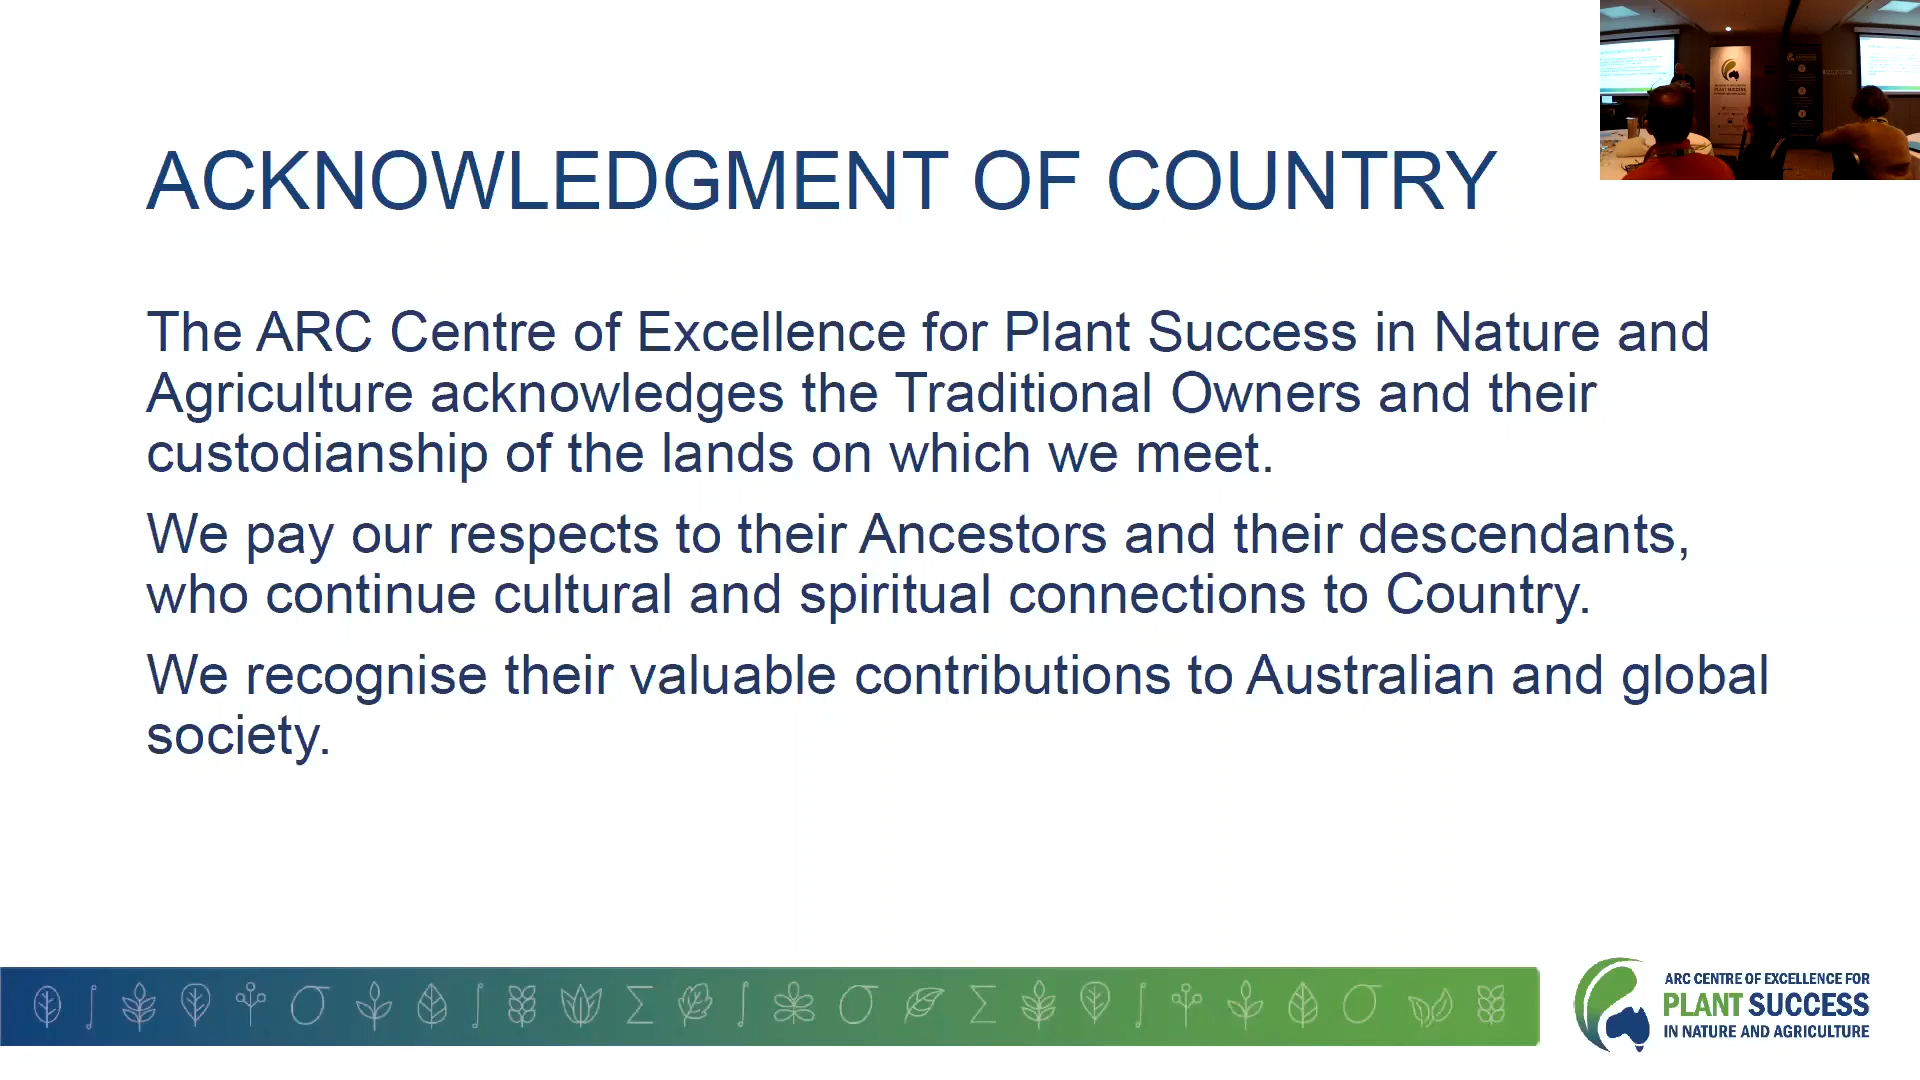 ACKNOWLEDGMENT OF COUNTRY
The ARC Centre of Excellence for Plant Success in Nature and
Agriculture acknowledges the Traditional Owners and their
custodianship of the lands on which we meet.
We pay our respects to their Ancestors and their descendants,
who continue cultural and spiritual connections to Country.
We recognise their valuable contributions to Australian and global
society.
ARC CENTRE OF EXCELLENCE FOR
PLANT SUCCESS
IN NATURE AND AGRICULTURE
PLANT SUCCESS